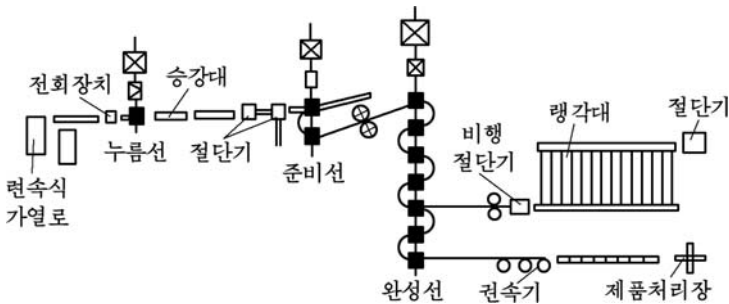 전회장치
승강대
누름선
절단기
준비선
련속식
가열로
비행
절단기
랭각대
절단기
완성선
권속기
제품처리장